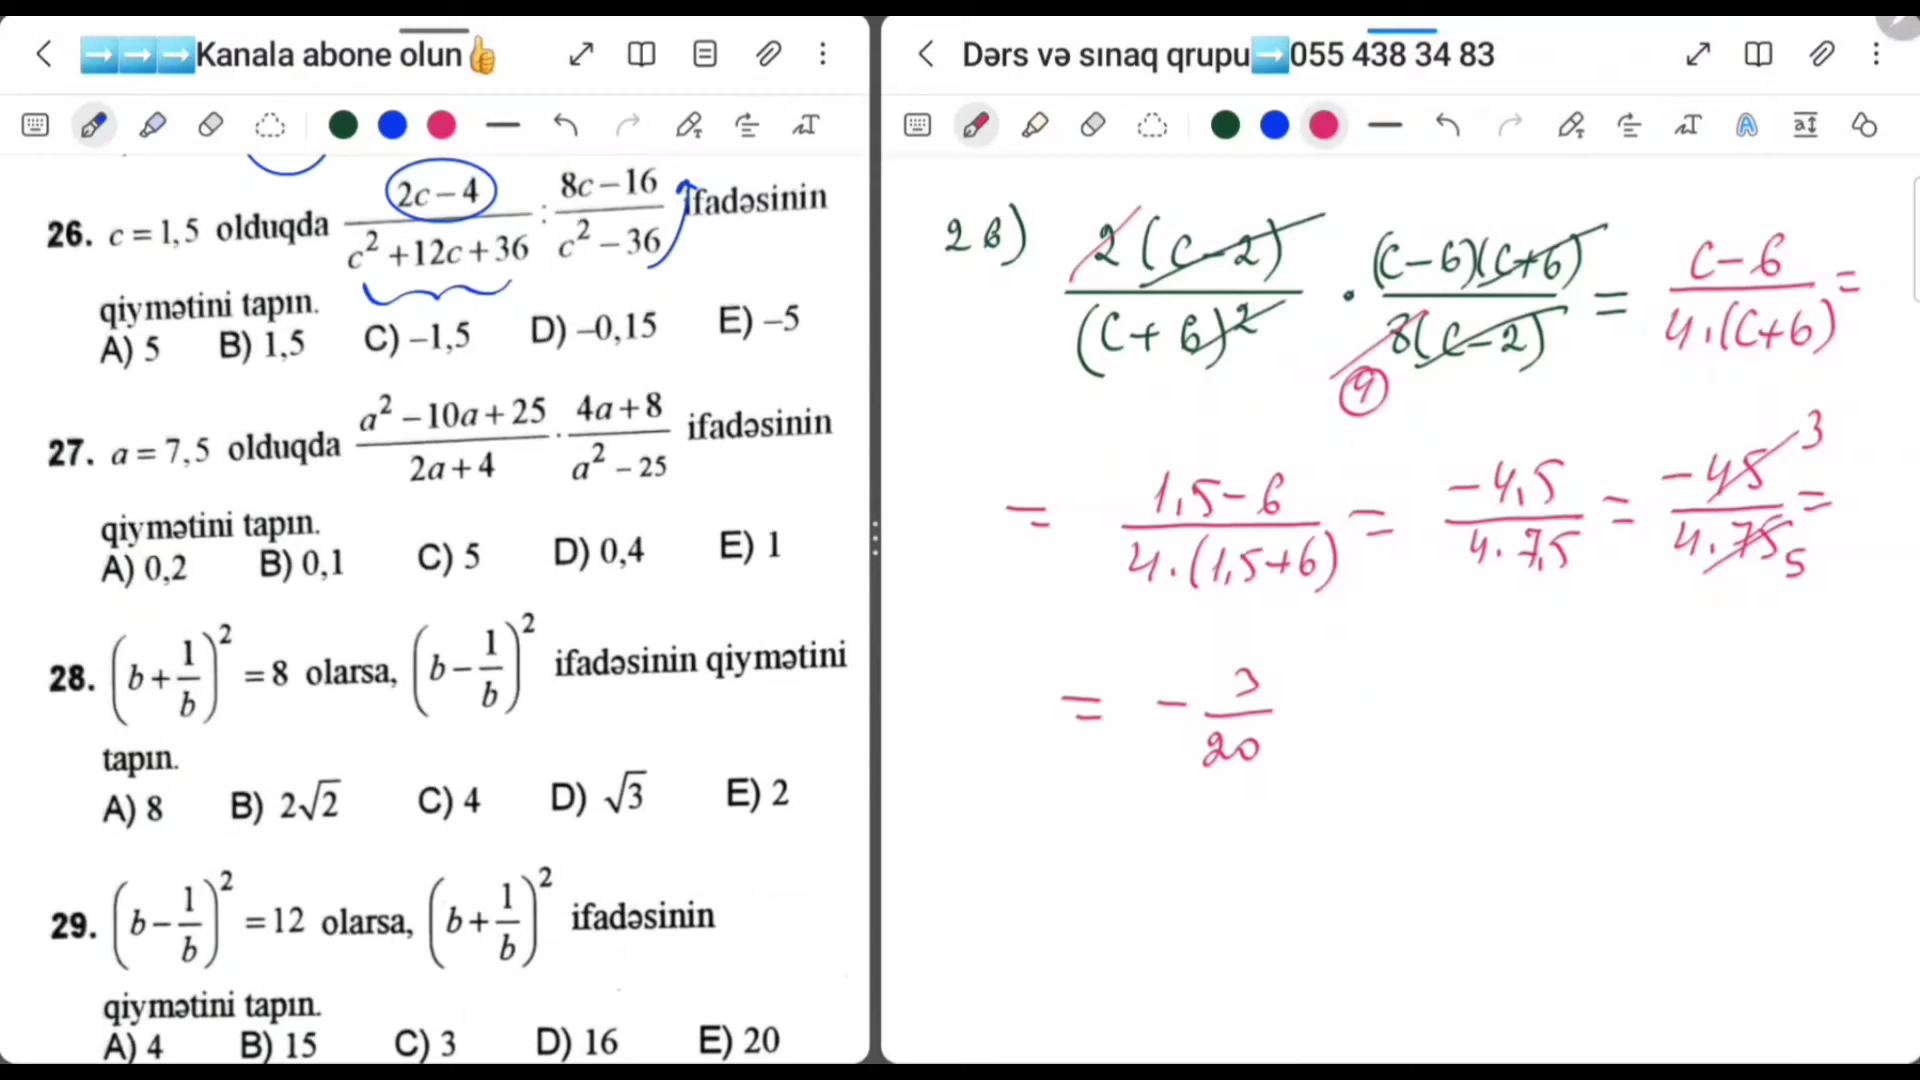 ➡️➡️➡️Kanala abone olun👍
26. c = 1,5 olduqda (2c − 4)/(c² + 12c + 36) : (8c − 16)/(c² − 36) ifadəsinin
qiymətini tapın.
A) 5 B) 1,5 C) –1,5 D) –0,15 E) –5
27. a = 7,5 olduqda (a² − 10a + 25)/(2a + 4) · (4a + 8)/(a² − 25) ifadəsinin
qiymətini tapın.
A) 0,2 B) 0,1 C) 5 D) 0,4 E) 1
28. (b + 1/b)² = 8 olarsa, (b − 1/b)² ifadəsinin qiymətini
tapın.
A) 8 B) 2√2 C) 4 D) √3 E) 2
29. (b − 1/b)² = 12 olarsa, (b + 1/b)² ifadəsinin
qiymətini tapın.
A) 4 B) 15 C) 3 D) 16 E) 20
Dərs və sınaq qrupu➡️055 438 34 83
26) 2(c−2)/(c+6)² · (c−6)(c+6)/8(c−2) = (c−6)/(4·(c+6)) =
4
= (1,5−6)/(4·(1,5+6)) = −4,5/(4·7,5) = −45/(4·75) =
3
5
= −3/20